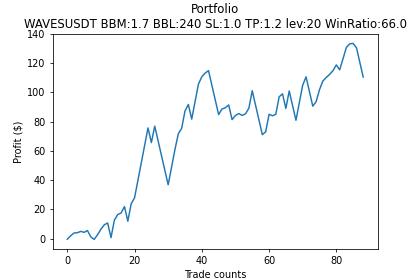 Portfolio
WAVESUSDT BBM:1.7 BBL:240 SL:1.0 TP:1.2 lev:20 WinRatio:66.0
140
120
100
80
60
40
20
0
Profit ($)
0 20 40 60 80
Trade counts